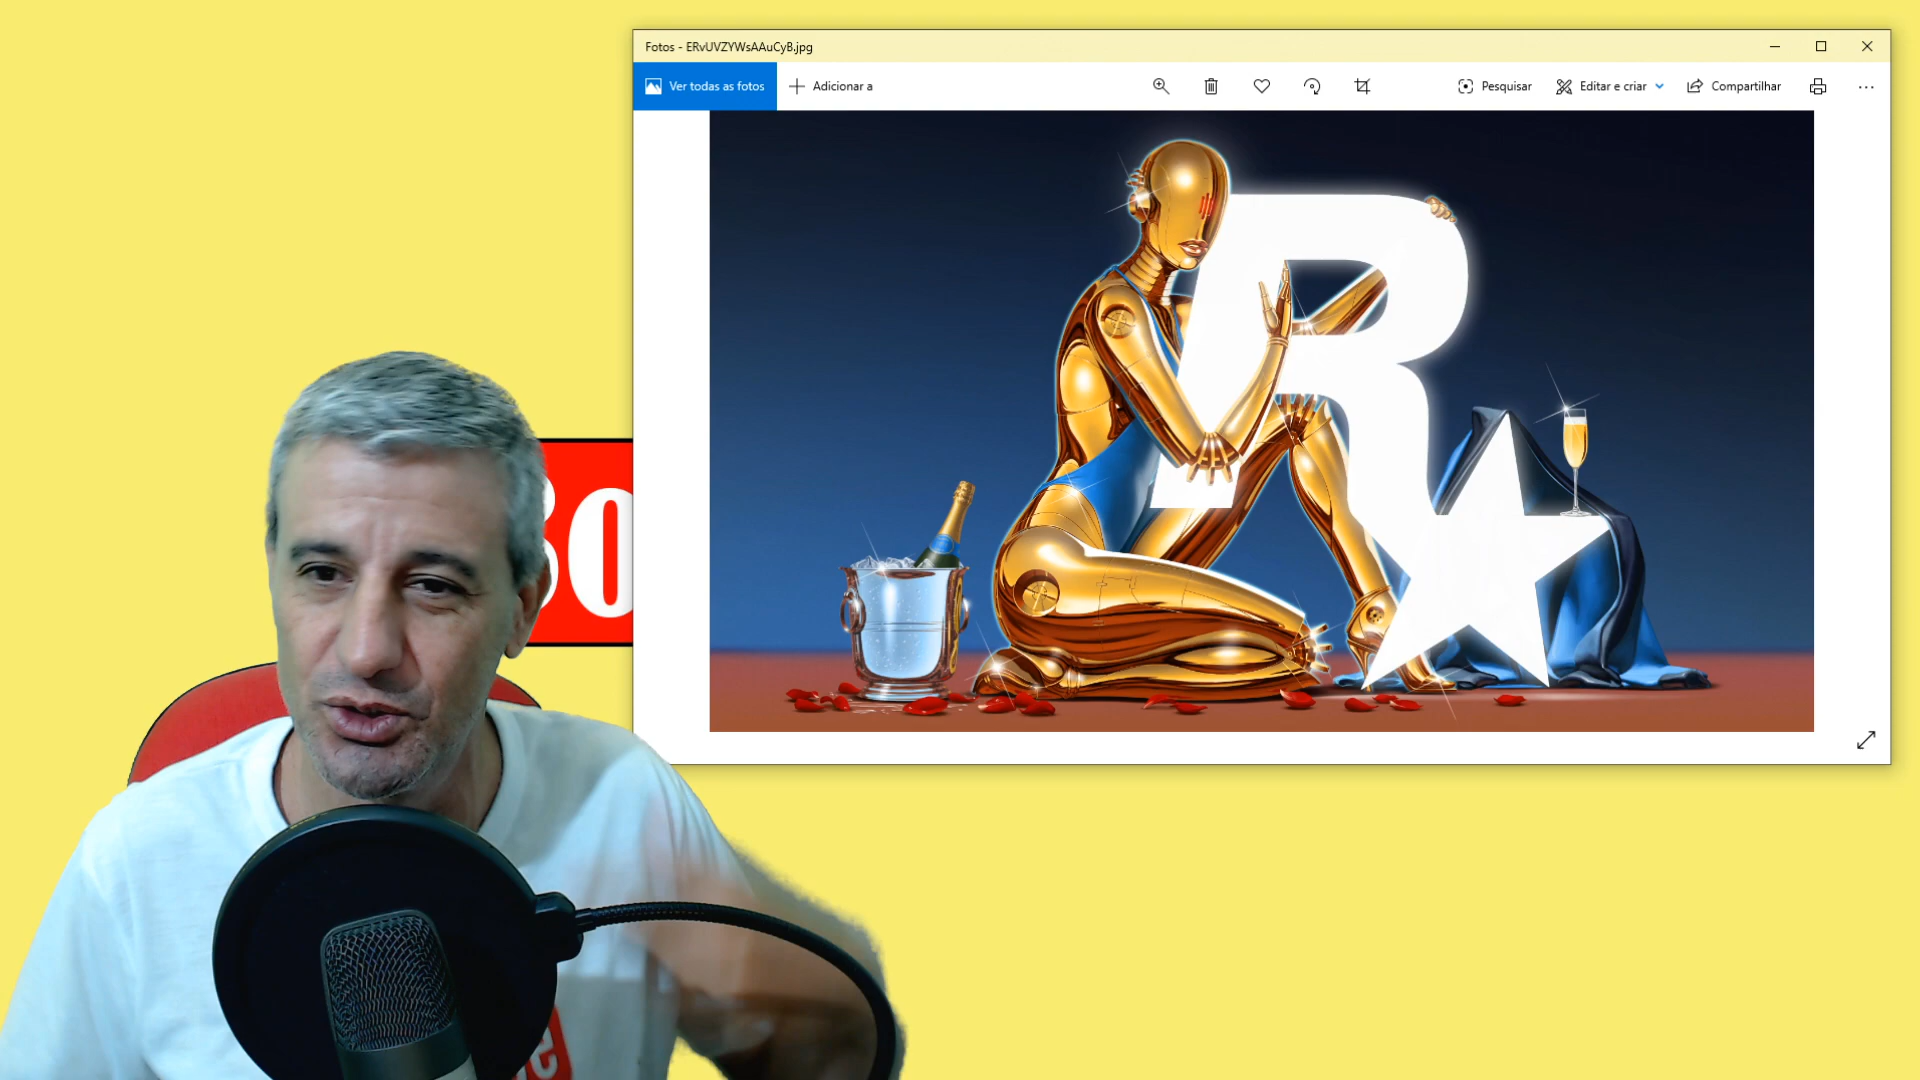 Fotos - ERvUVZYWsAAuCyB.jpg
Ver todas as fotos
Adicionar a
Pesquisar
Editar e criar
Compartilhar
R